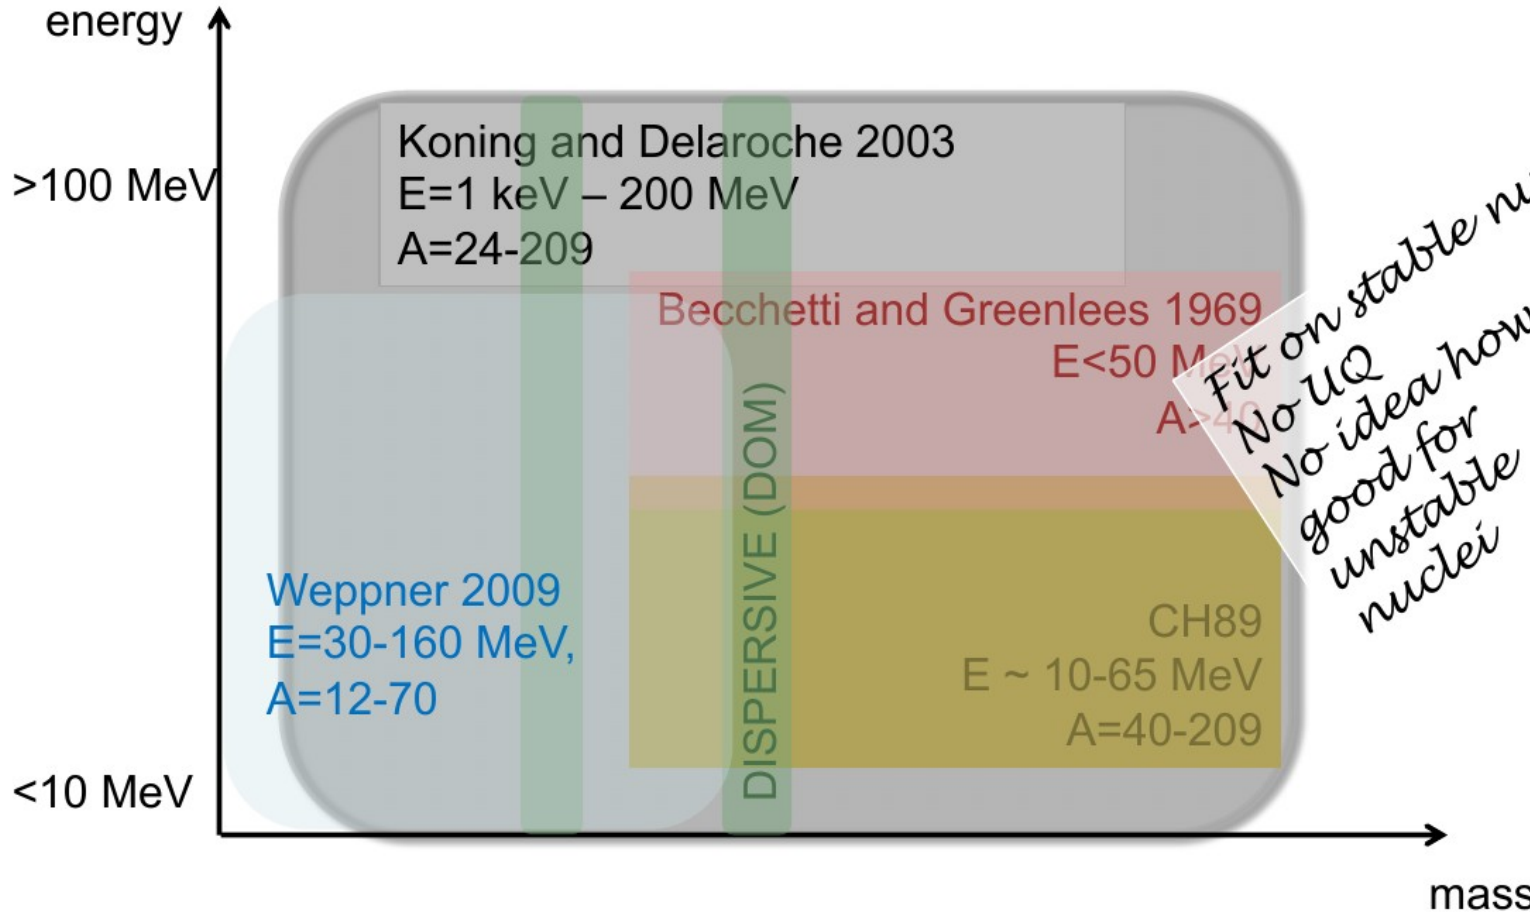 energy
>100 MeV
<10 MeV
Koning and Delaroche 2003
E=1 keV – 200 MeV
A=24-209
Becchetti and Greenlees 1969
E<50 MeV
A>40
Weppner 2009
E=30-160 MeV,
A=12-70
DISPERSIVE (DOM)
CH89
E ~ 10-65 MeV
A=40-209
Fit on stable
No UQ
No idea how
good for
unstable
nuclei
mass